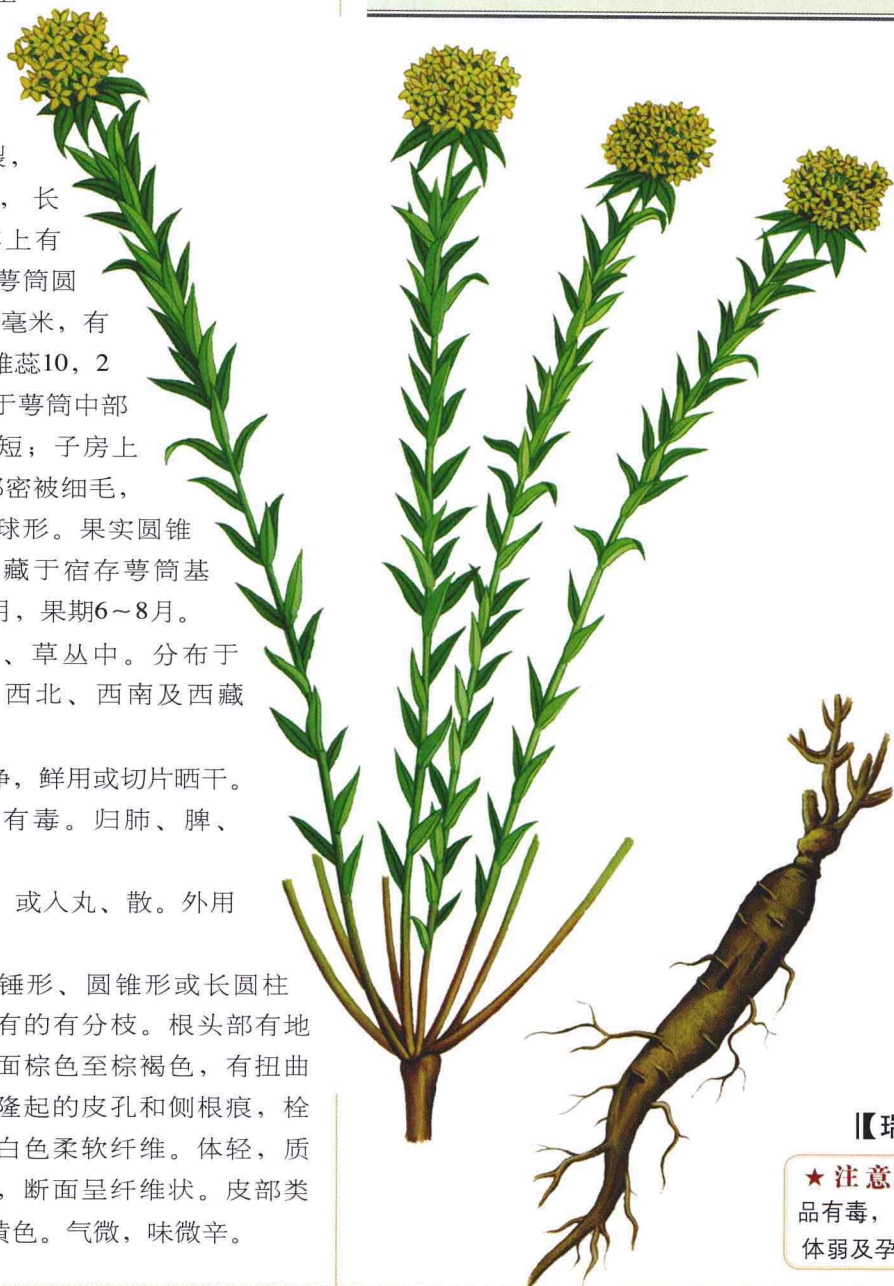 ，长
上有
萼筒圆
毫米，有
雄蕊10，2
于萼筒中部
短；子房上
部密被细毛，
球形。果实圆锥
藏于宿存萼筒基
月，果期6～8月。
、草丛中。分布于
西北、西南及西藏
净，鲜用或切片晒干。
有毒。归肺、脾、
或入丸、散。外用
锤形、圆锥形或长圆柱
有的有分枝。根头部有地
面棕色至棕褐色，有扭曲
隆起的皮孔和侧根痕，栓
白色柔软纤维。体轻，质
，断面呈纤维状。皮部类
黄色。气微，味微辛。
【瑞
★注意
品有毒，
体弱及孕